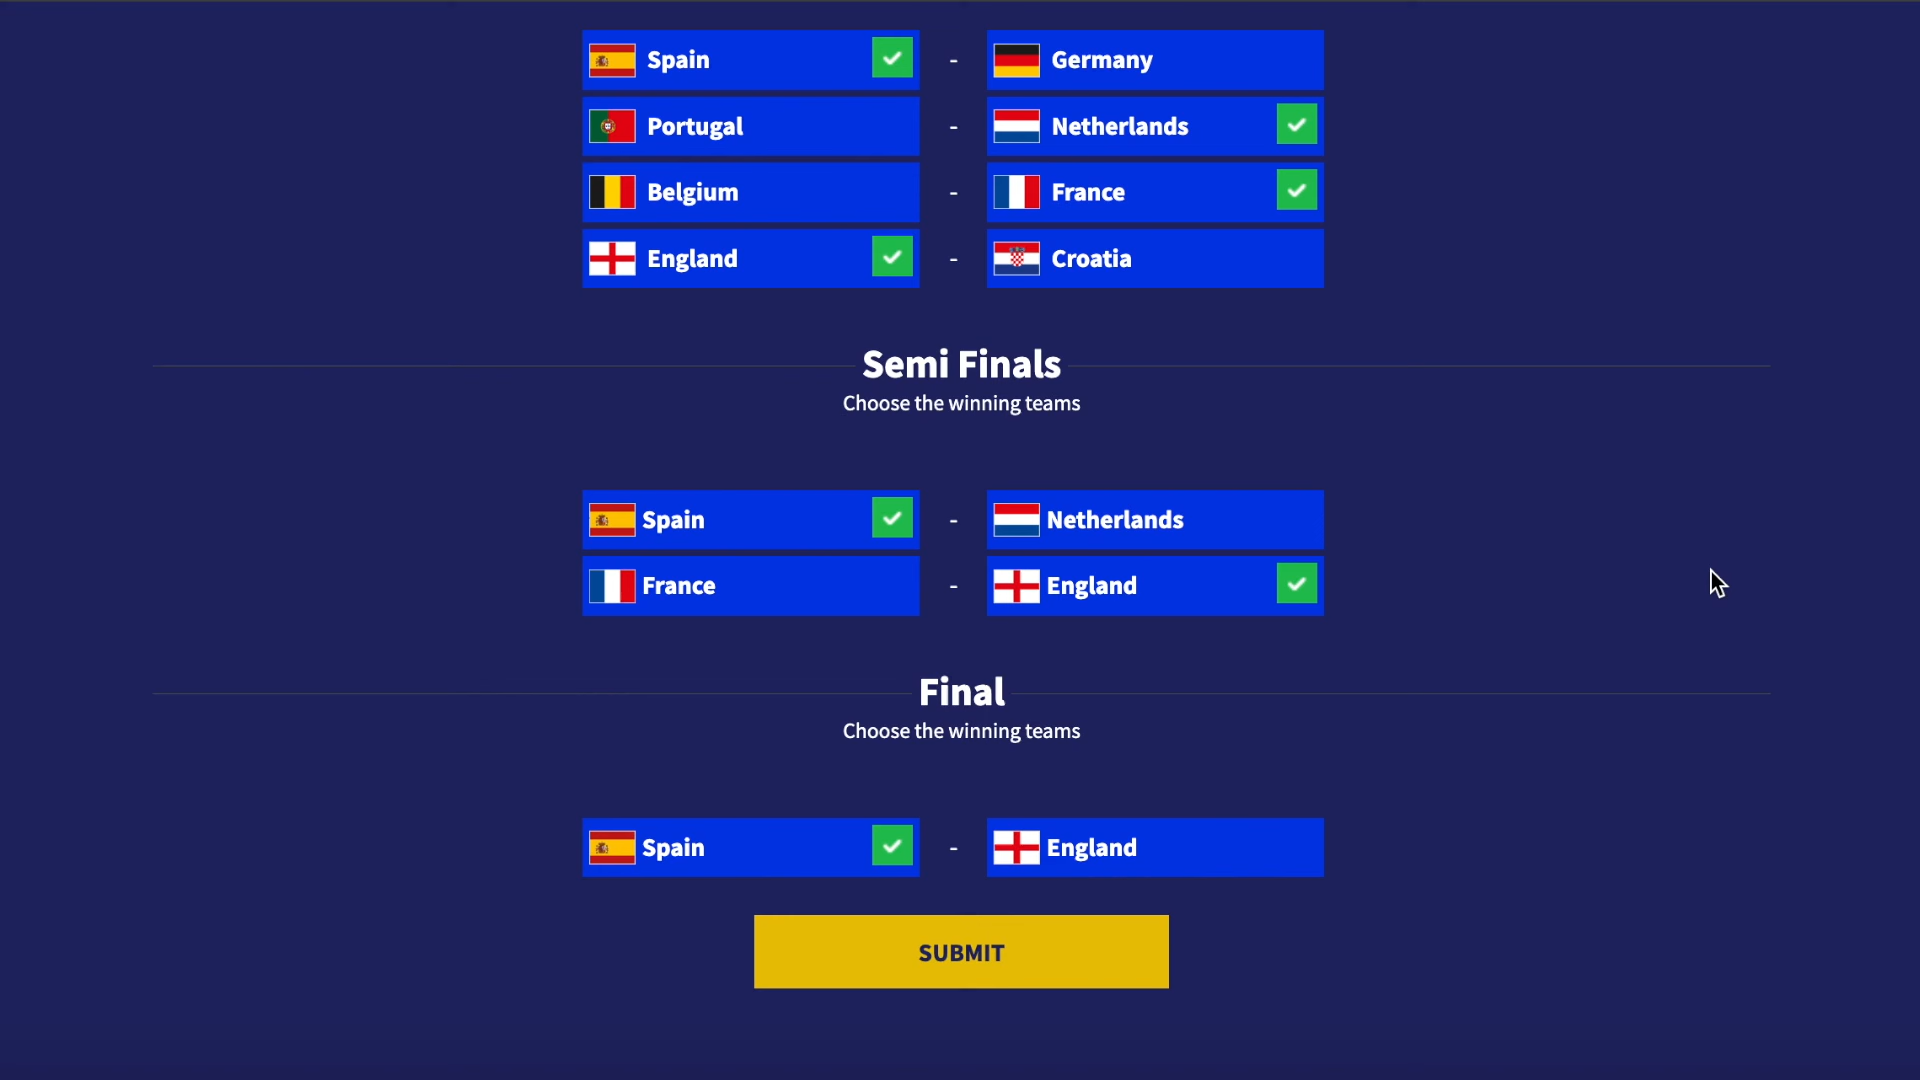 Spain - Germany
Portugal - Netherlands
Belgium - France
England - Croatia
Semi Finals
Choose the winning teams
Spain - Netherlands
France - England
Final
Choose the winning teams
Spain - England
SUBMIT